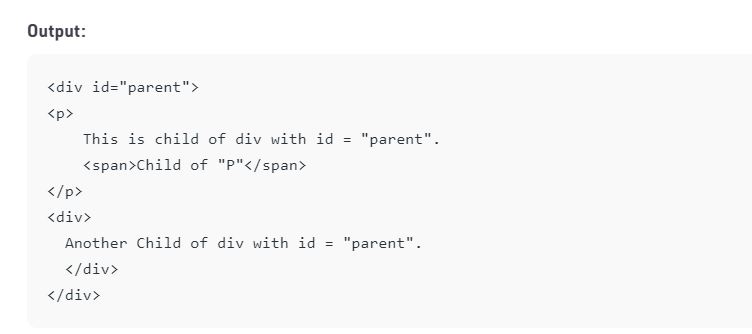 Output:
<div id="parent">
<p>
    This is child of div with id = "parent".
    <span>Child of "P"</span>
</p>
<div>
  Another Child of div with id = "parent".
  </div>
</div>